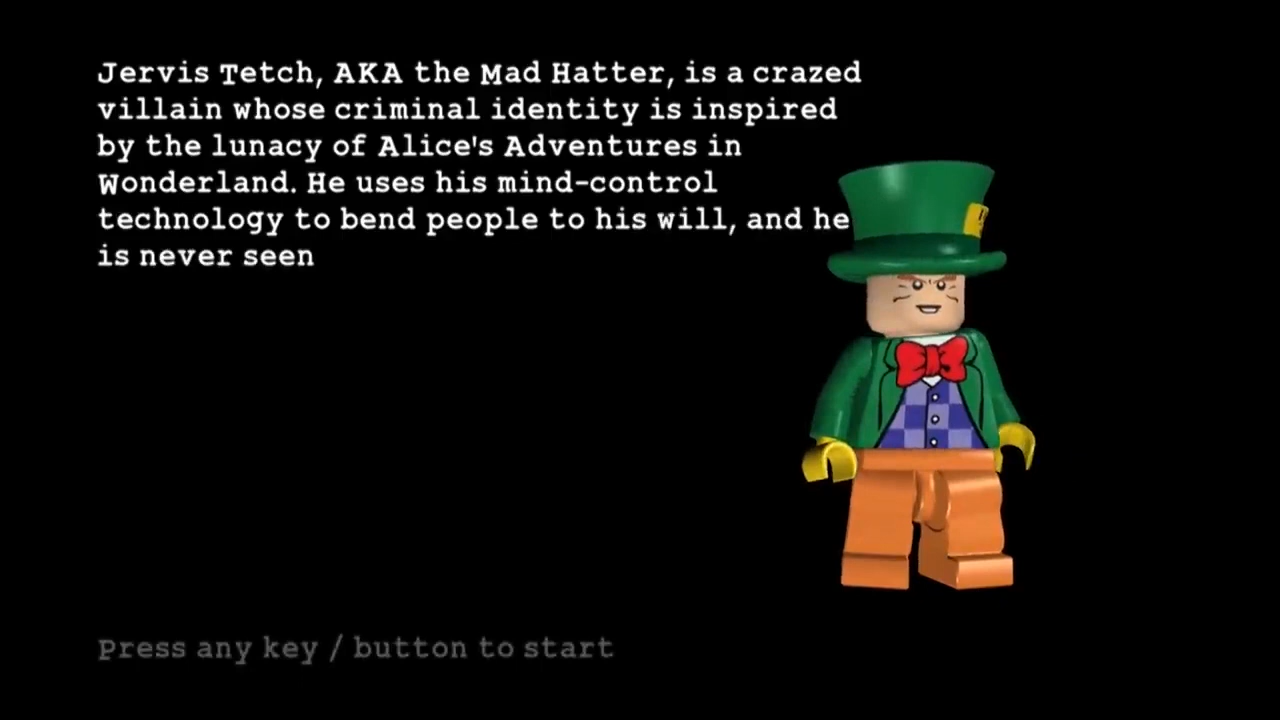 Jervis Tetch, AKA the Mad Hatter, is a crazed
villain whose criminal identity is inspired
by the lunacy of Alice's Adventures in
Wonderland. He uses his mind-control
technology to bend people to his will, and he
is never seen
Press any key / button to start